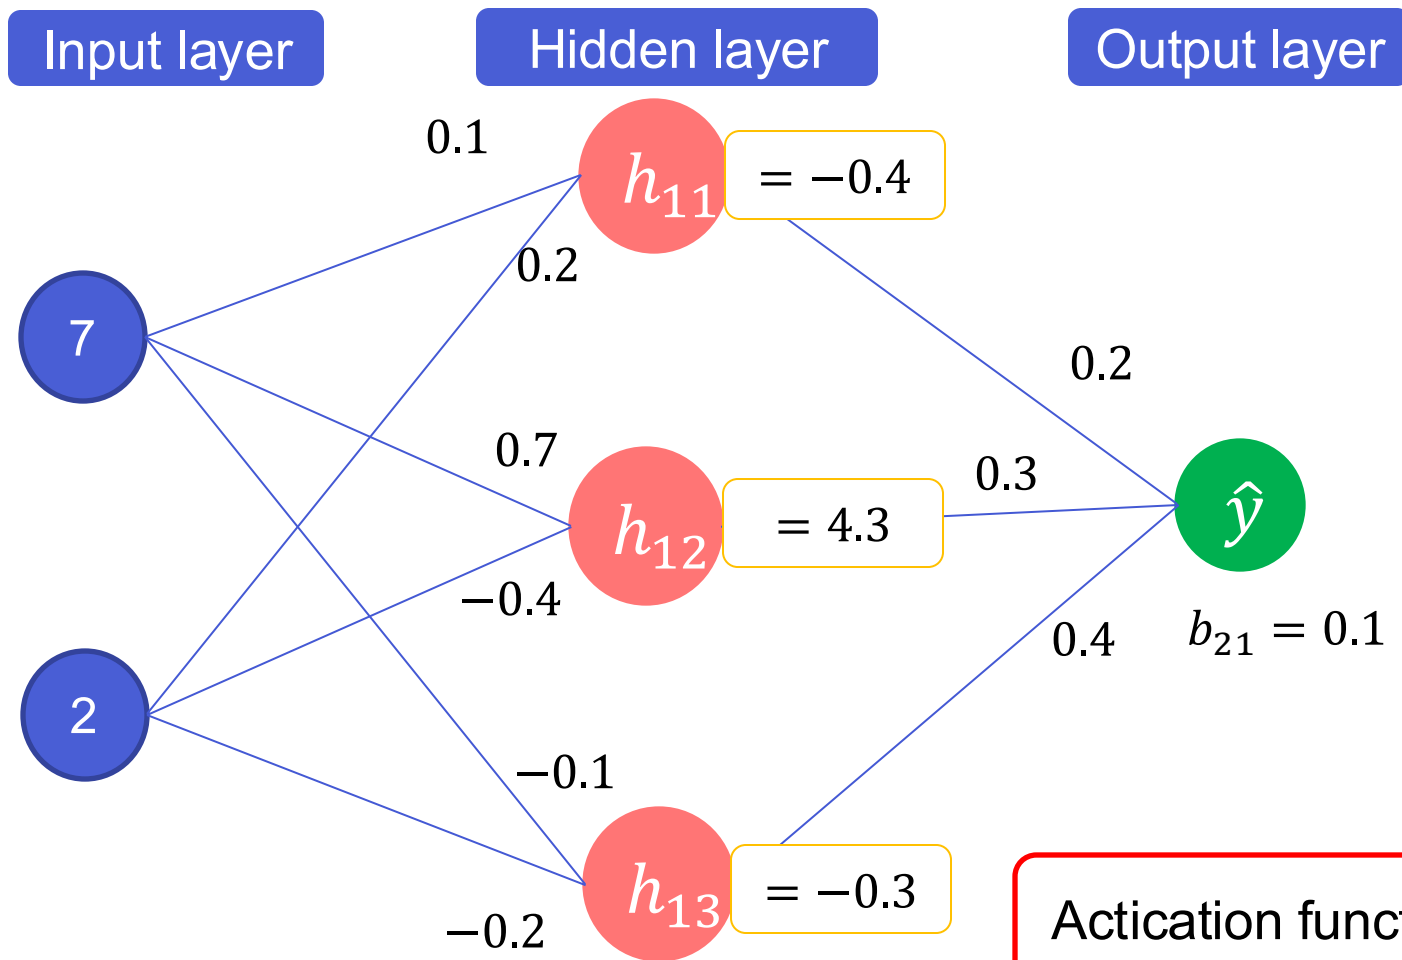 Input layer
Hidden layer
Output layer
0.1
h₁₁
= −0.4
0.2
7
0.2
0.7
0.3
h₁₂
= 4.3
ŷ
−0.4
0.4
b₂₁ = 0.1
2
−0.1
h₁₃
= −0.3
−0.2
Actication funct